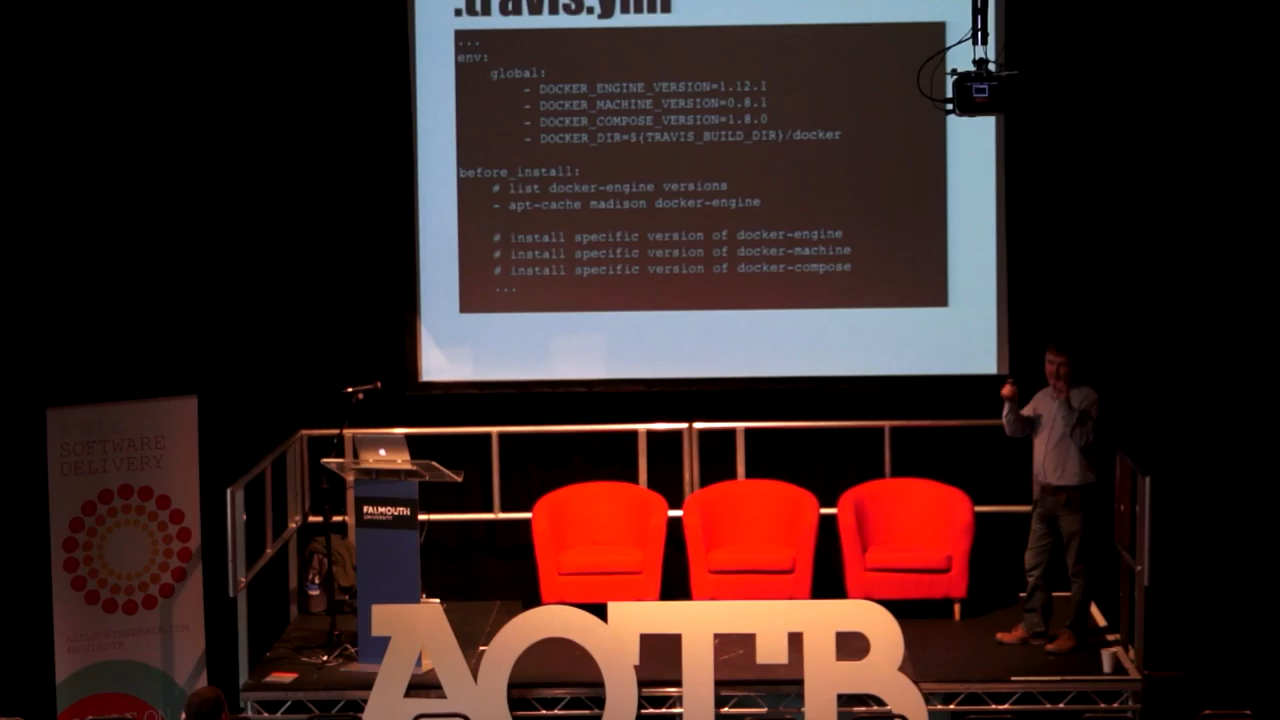 .travis.yml
...
env:
global:
- DOCKER_ENGINE_VERSION=1.12.1
- DOCKER_MACHINE_VERSION=0.8.1
- DOCKER_COMPOSE_VERSION=1.8.0
- DOCKER_DIR=${TRAVIS_BUILD_DIR}/docker
before_install:
# list docker-engine versions
- apt-cache madison docker-engine
# install specific version of docker-engine
# install specific version of docker-machine
# install specific version of docker-compose
...
SOFTWARE
DELIVERY
FALMOUTH
UNIVERSITY
AOTB